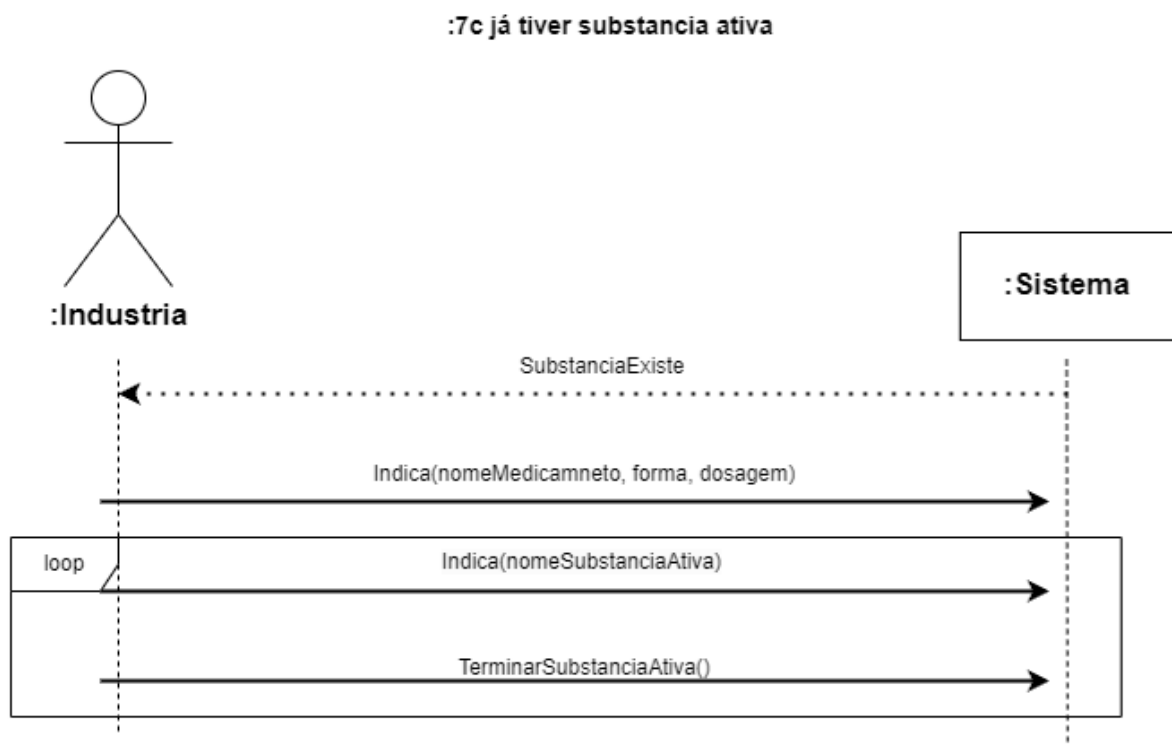 :7c já tiver substancia ativa
:Industria
:Sistema
SubstanciaExiste
Indica(nomeMedicamneto, forma, dosagem)
loop
Indica(nomeSubstanciaAtiva)
TerminarSubstanciaAtiva()